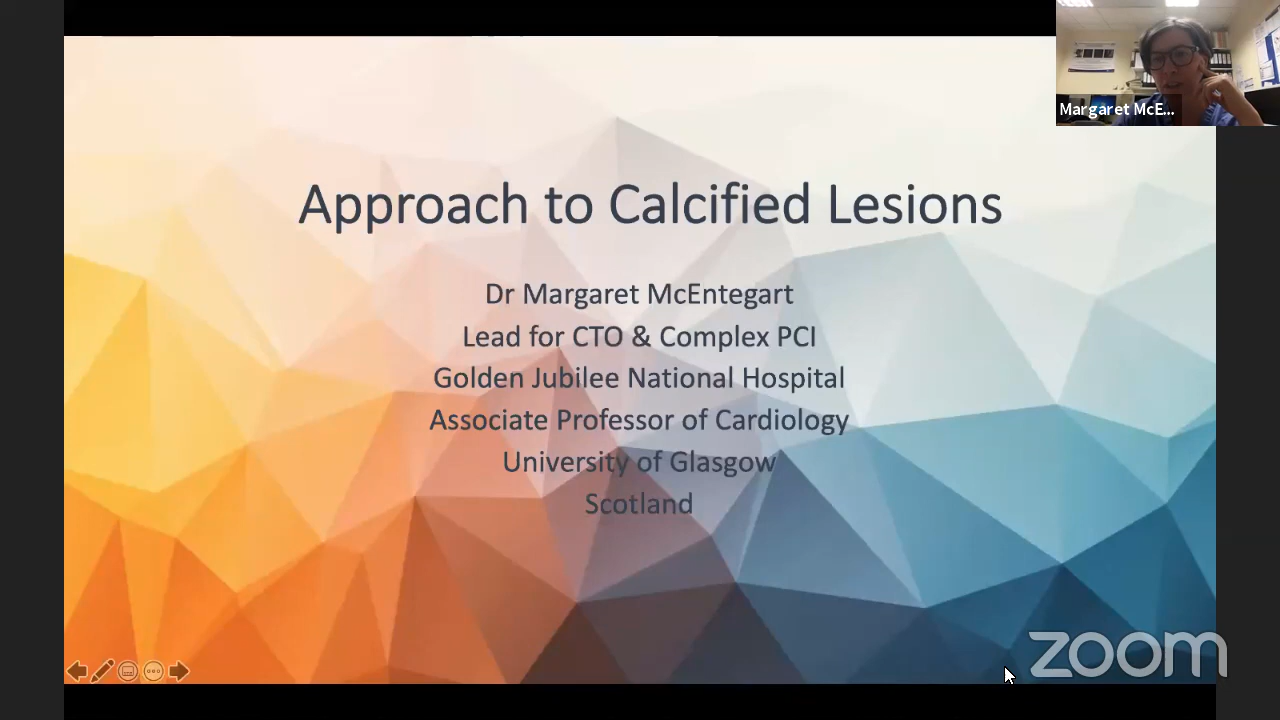 Approach to Calcified Lesions
Dr Margaret McEntegart
Lead for CTO & Complex PCI
Golden Jubilee National Hospital
Associate Professor of Cardiology
University of Glasgow
Scotland
Margaret McE...
zoom